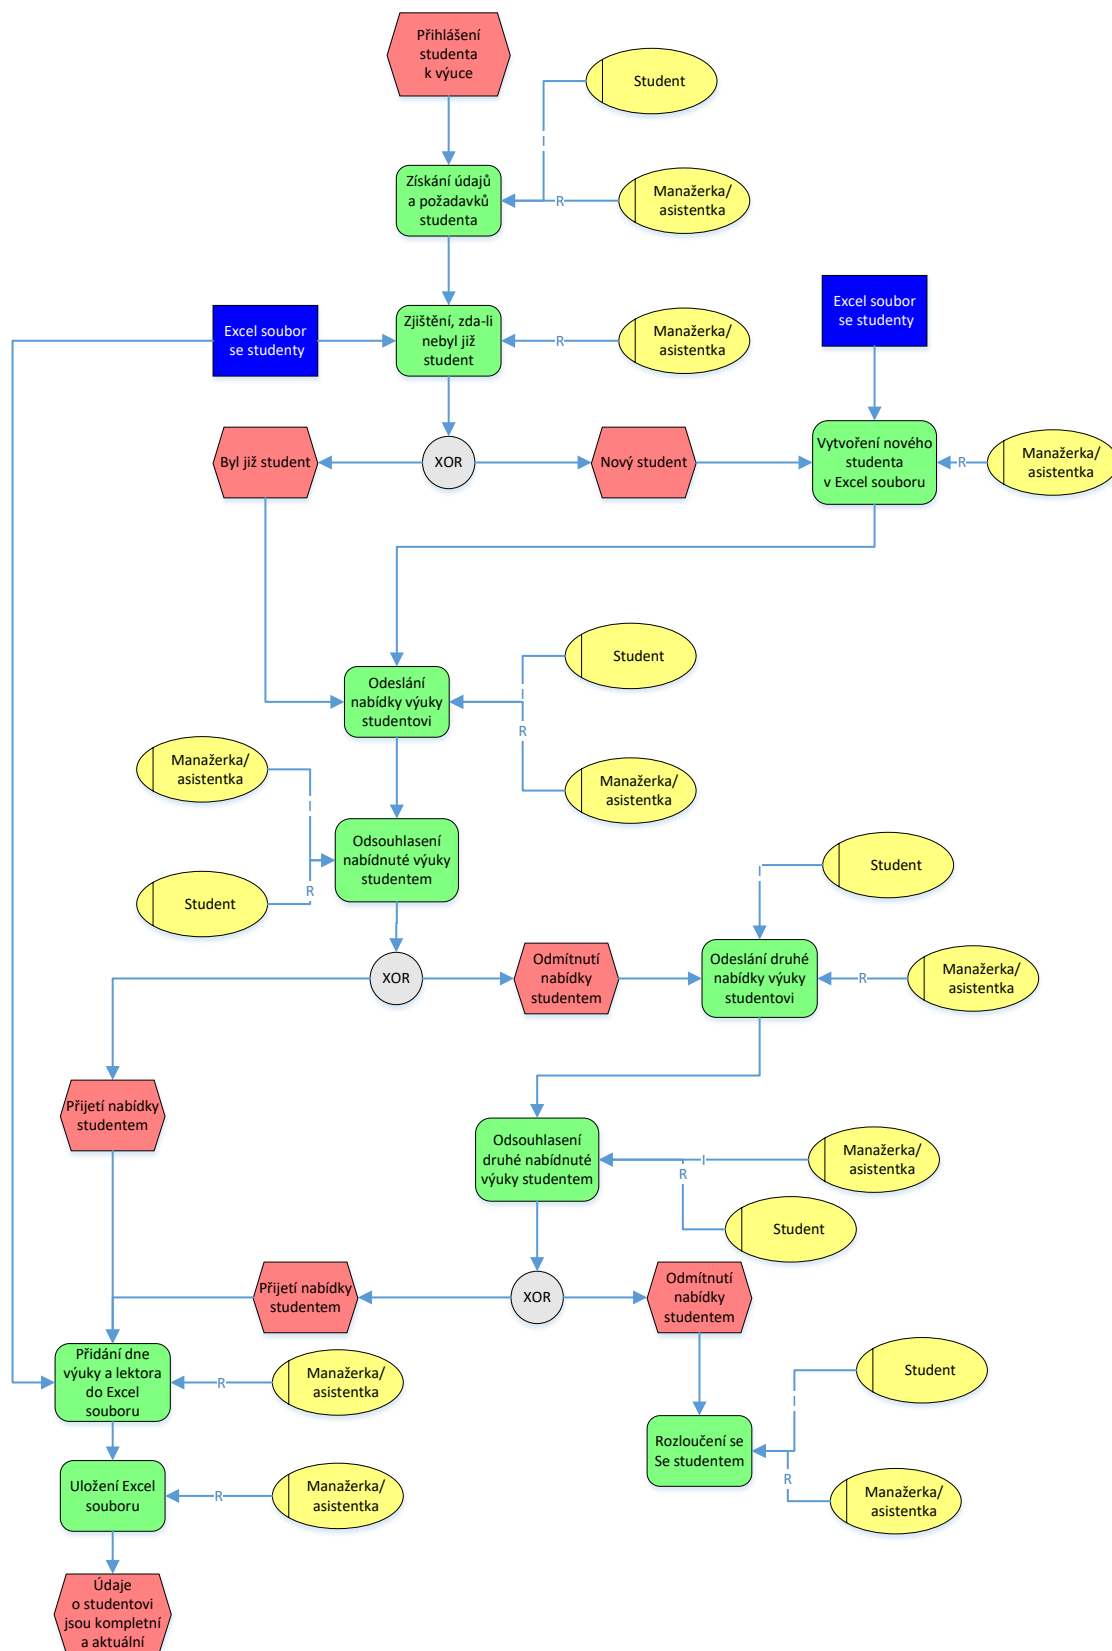 Přihlášení
studenta
k výuce
Student
I
Získání údajů
a požadavků
studenta
R
Manažerka/
asistentka
Excel soubor
se studenty
Zjištění, zda-li
nebyl již
student
R
Manažerka/
asistentka
Excel soubor
se studenty
Byl již student
XOR
Nový student
Vytvoření nového
studenta
v Excel souboru
R
Manažerka/
asistentka
Student
I
Odeslání
nabídky výuky
studentovi
R
Manažerka/
asistentka
Manažerka/
asistentka
I
Odsouhlasení
nabídnuté výuky
studentem
R
Student
Student
I
XOR
Odmítnutí
nabídky
studentem
Odeslání druhé
nabídky výuky
studentovi
R
Manažerka/
asistentka
Přijetí nabídky
studentem
Odsouhlasení
druhé nabídnuté
výuky studentem
I
R
Manažerka/
asistentka
Student
Přijetí nabídky
studentem
XOR
Odmítnutí
nabídky
studentem
Přidání dne
výuky a lektora
do Excel
souboru
R
Manažerka/
asistentka
Student
I
Rozloučení se
Se studentem
R
Manažerka/
asistentka
Uložení Excel
souboru
R
Manažerka/
asistentka
Údaje
o studentovi
jsou kompletní
a aktuální